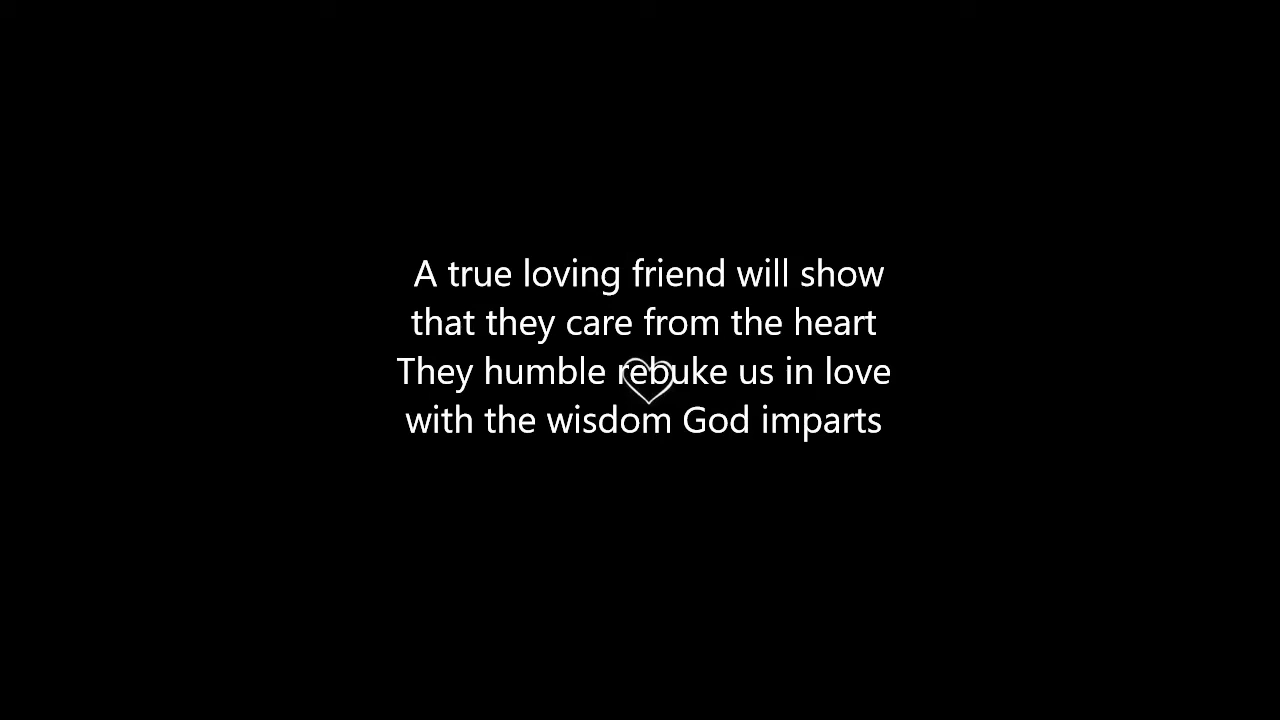 A true loving friend will show
that they care from the heart
They humble rebuke us in love
with the wisdom God imparts